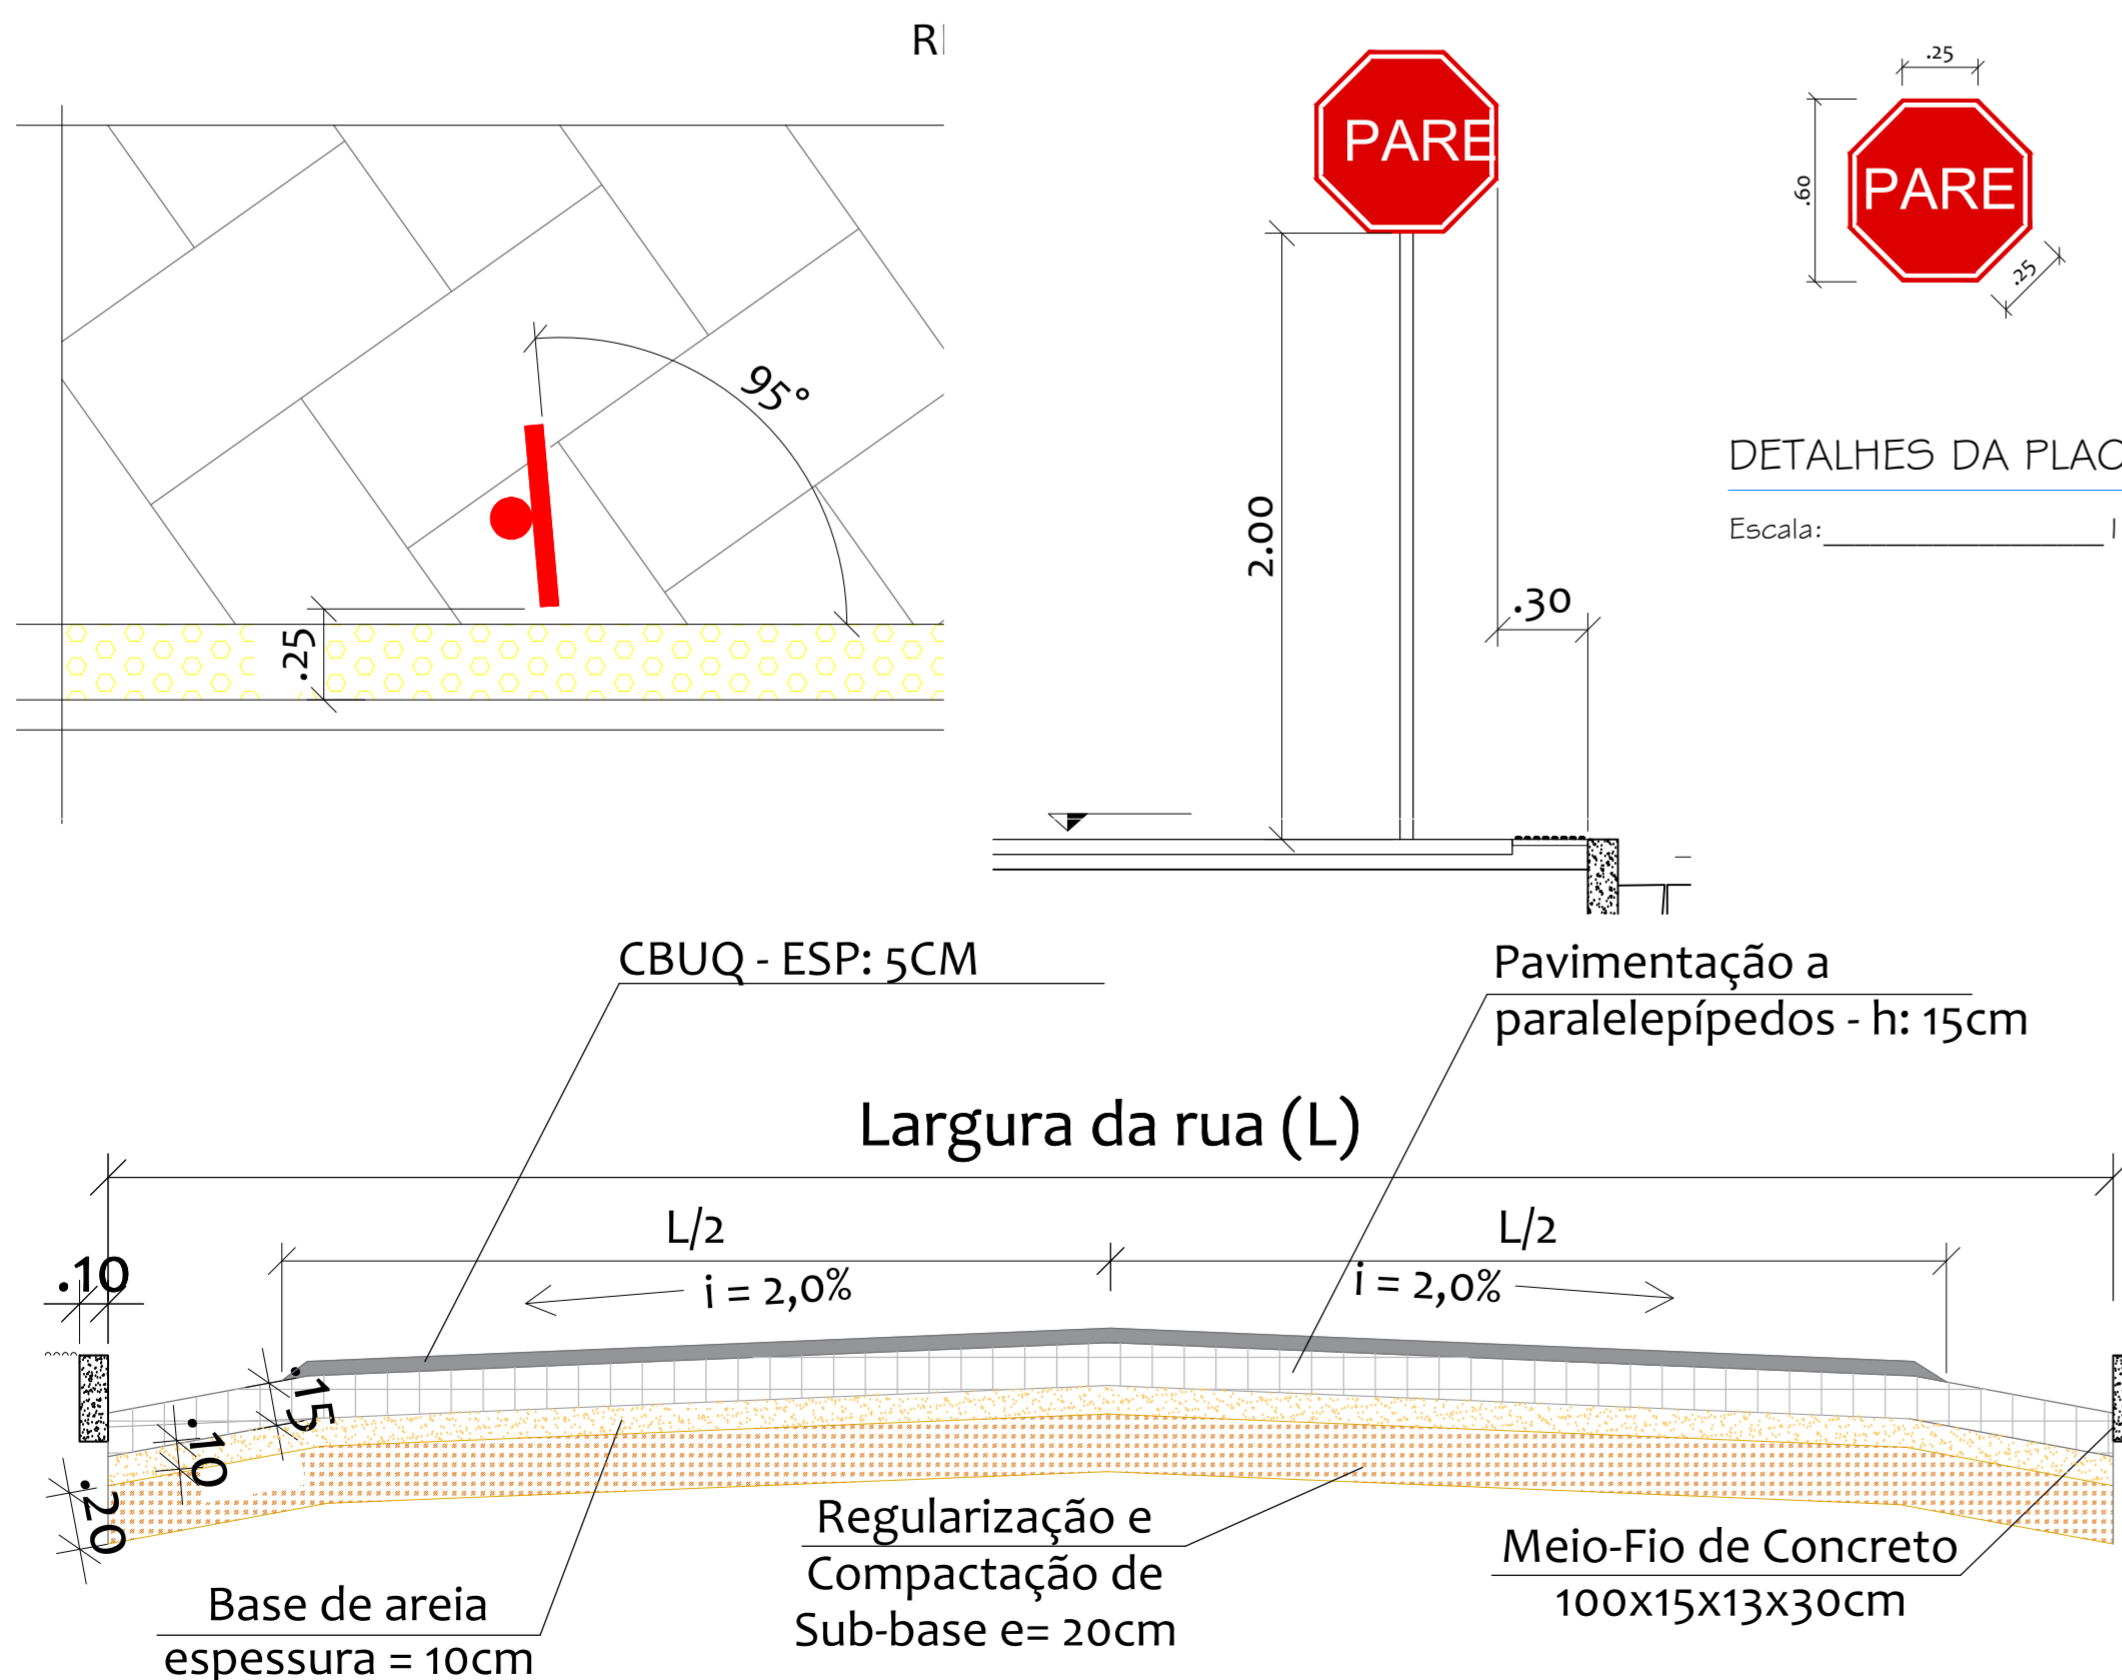 PARE
.25
.60
PARE
.25
95°
.25
2.00
.30
DETALHES DA
Escala:
CBUQ - ESP: 5CM
Pavimentação a
paralelepípedos - h: 15cm
Largura da rua (L)
L/2
L/2
.10
i = 2,0%
i = 2,0%
.15
.10
.20
Regularização e
Compactação de
Sub-base e= 20cm
Meio-Fio de Concreto
100x15x13x30cm
Base de areia
espessura = 10cm